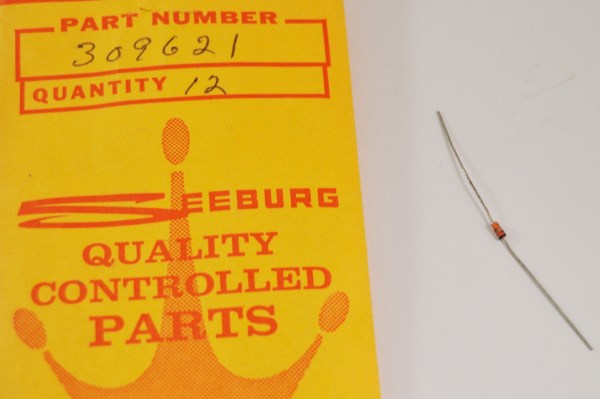 PART NUMBER
309621
QUANTITY 12
SEEBURG
QUALITY
CONTROLLED
PARTS